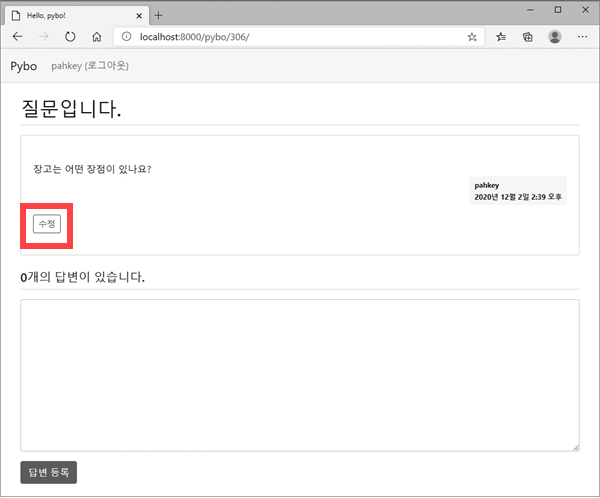 Hello, pybo!
localhost:8000/pybo/306/
Pybo pahkey (로그아웃)
질문입니다.
장고는 어떤 장점이 있나요?
pahkey
2020년 12월 2일 2:39 오후
수정
0개의 답변이 있습니다.
답변 등록